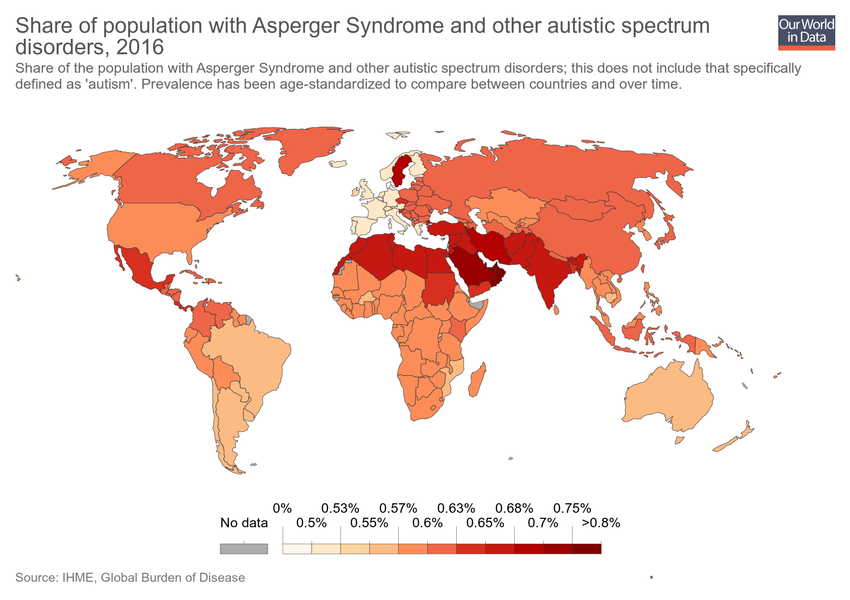 Share of population with Asperger Syndrome and other autistic spectrum
disorders, 2016
Our World
in Data
Share of the population with Asperger Syndrome and other autistic spectrum disorders; this does not include that specifically
defined as 'autism'. Prevalence has been age-standardized to compare between countries and over time.
0% 0.53% 0.57% 0.63% 0.68% 0.75%
No data 0.5% 0.55% 0.6% 0.65% 0.7% >0.8%
Source: IHME, Global Burden of Disease